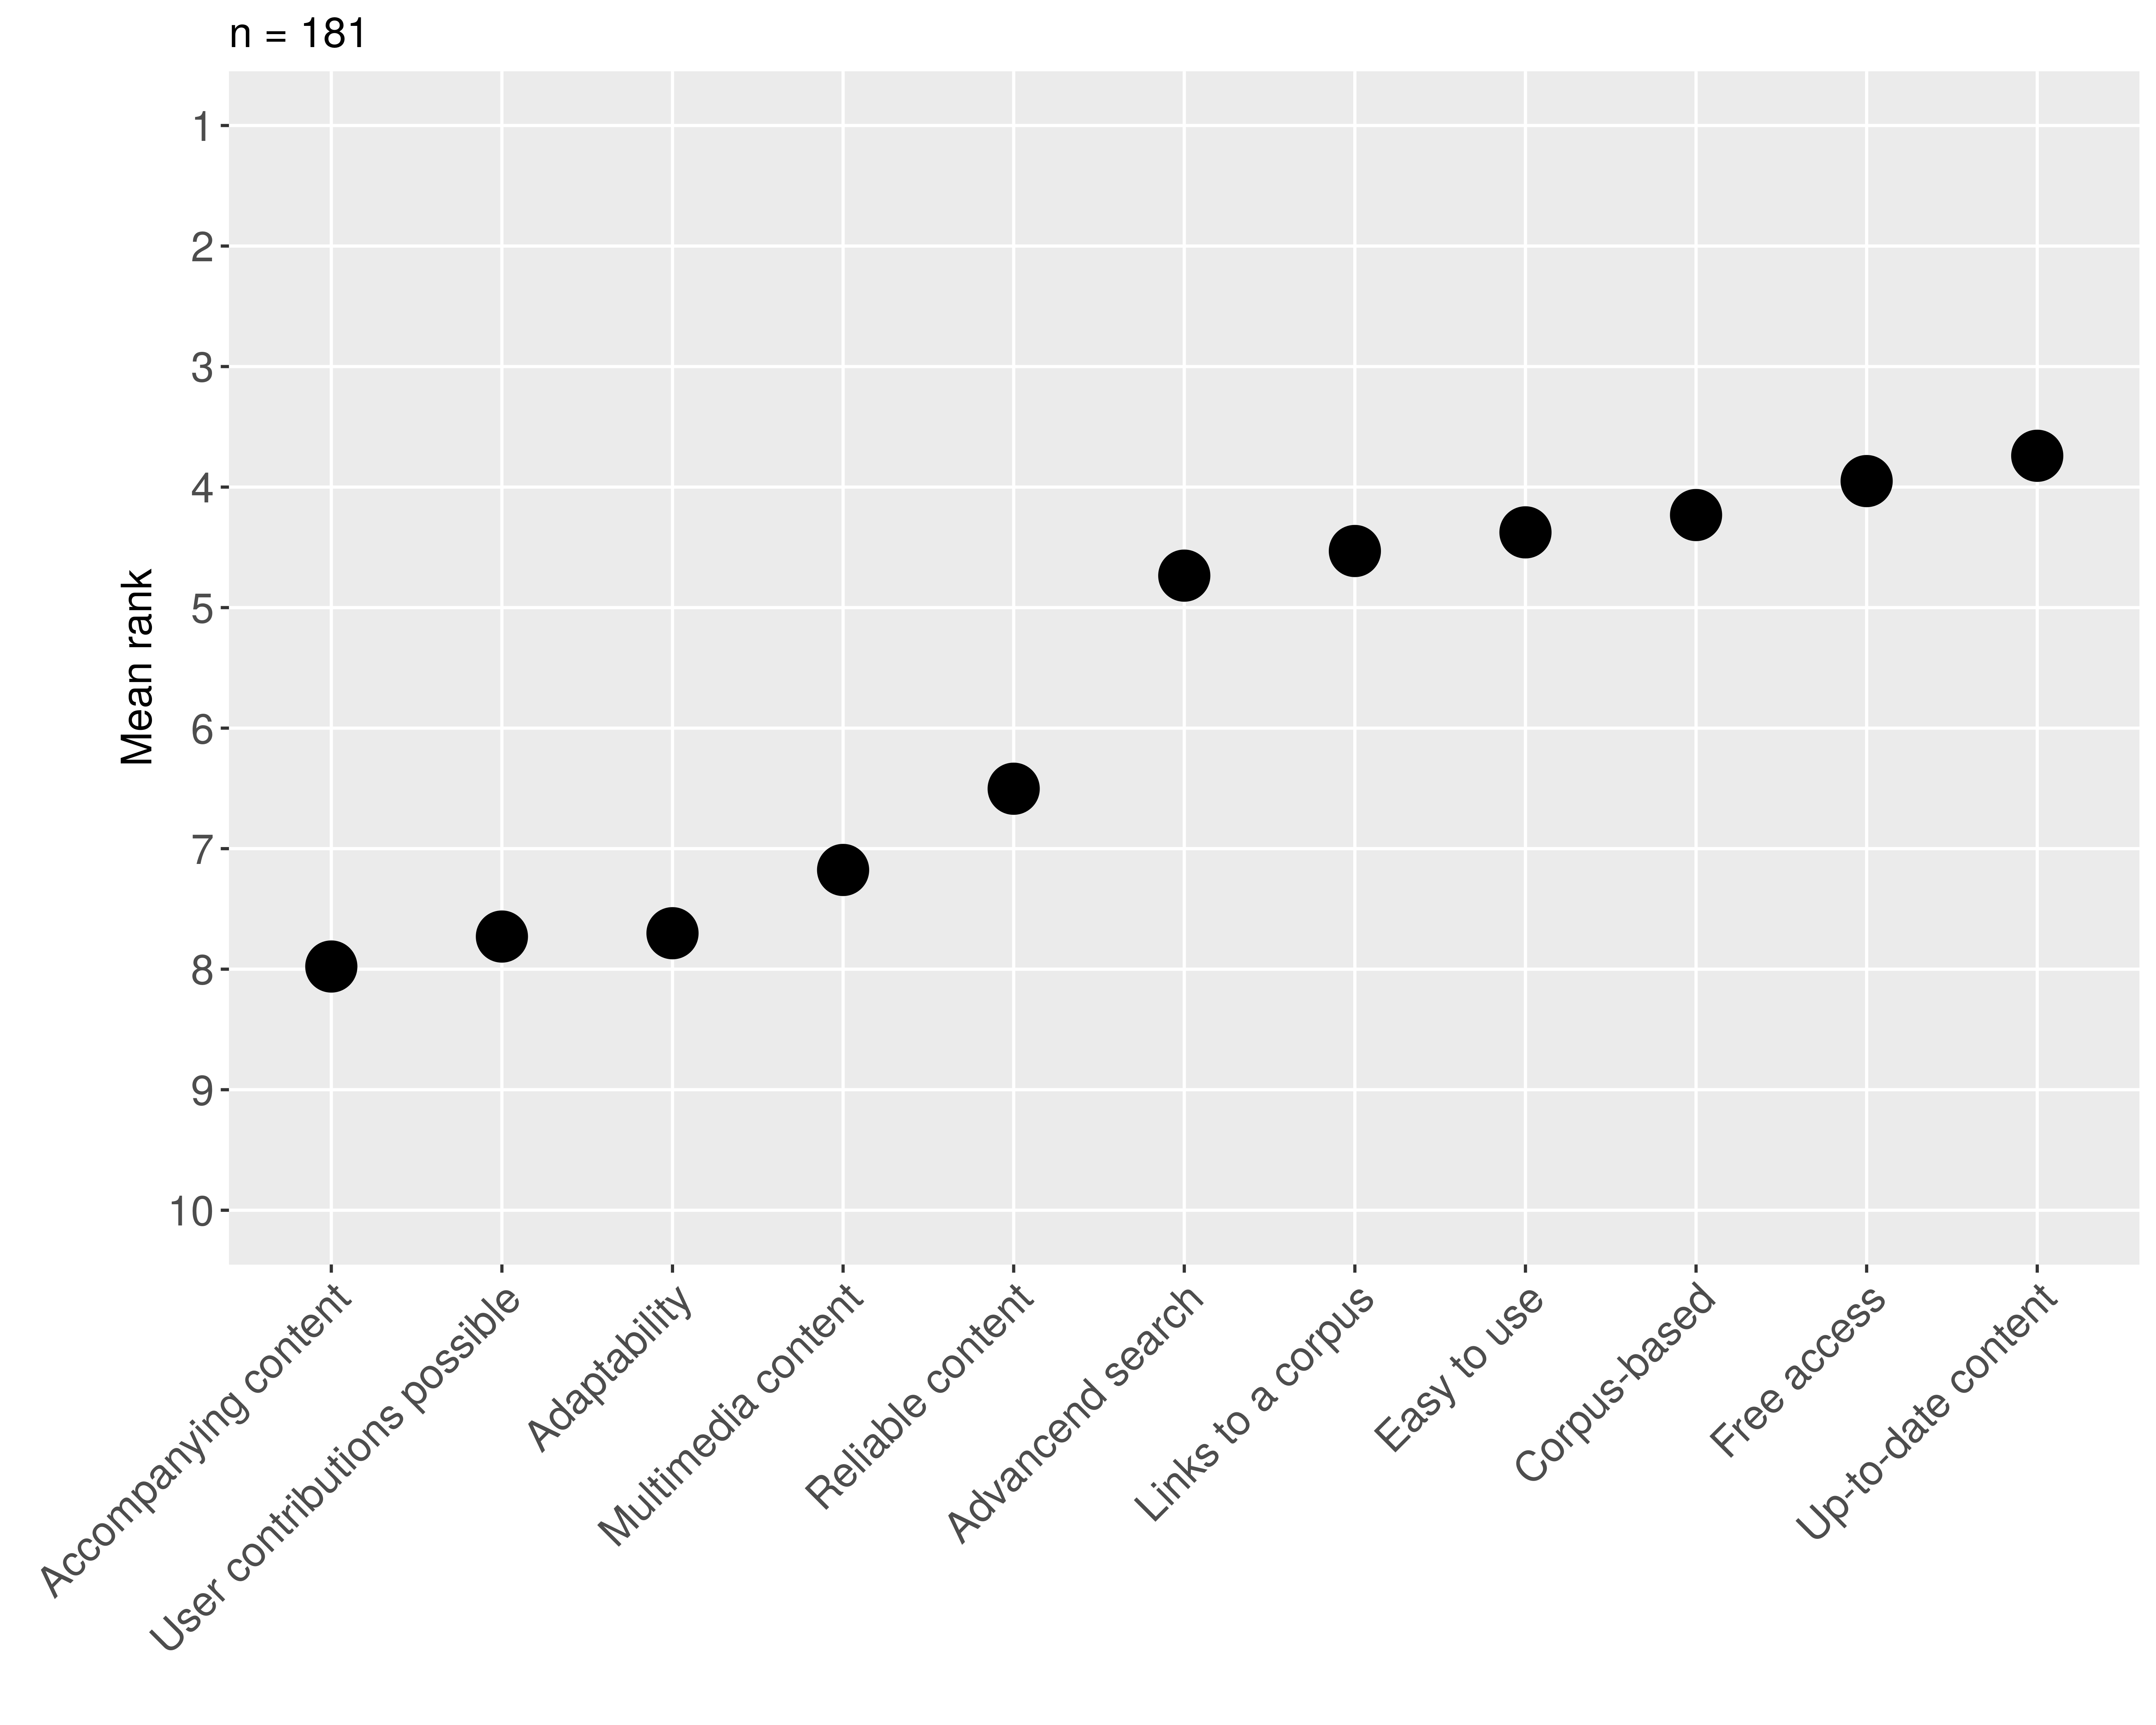 n = 181
Mean rank
1
2
3
4
5
6
7
8
9
10
Accompanying content
User contributions possible
Adaptability
Multimedia content
Reliable content
Advancend search
Links to a corpus
Easy to use
Corpus-based
Free access
Up-to-date content